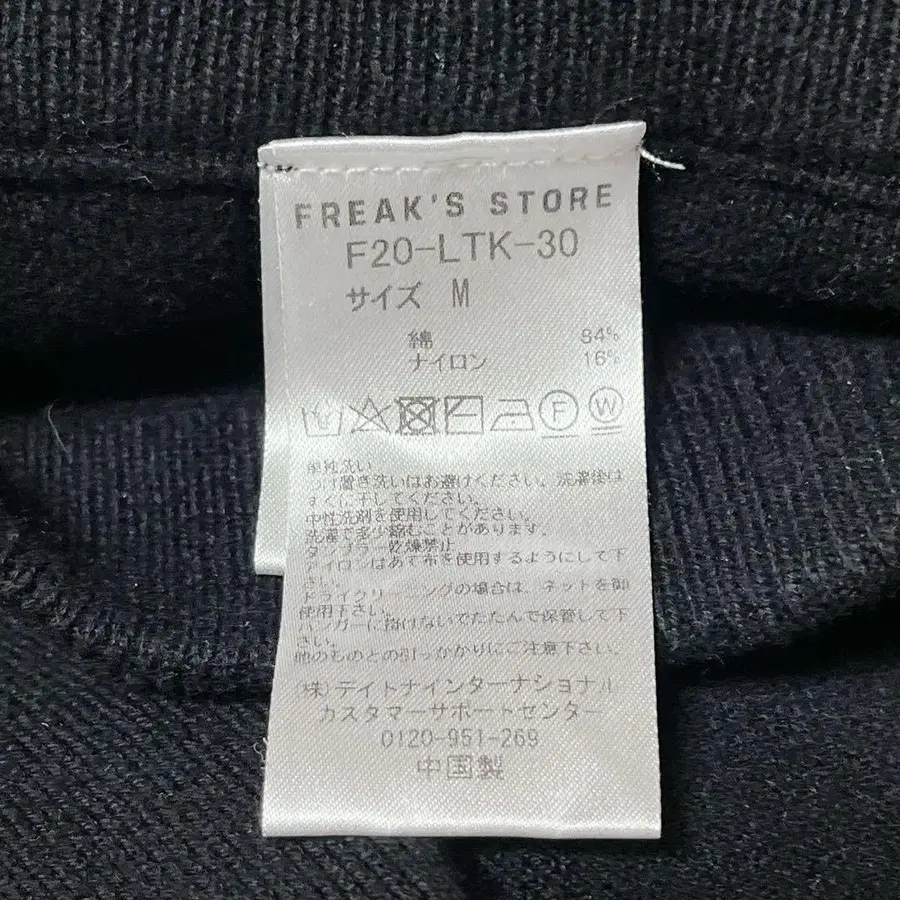 FREAK'S STORE
F20-LTK-30
サイズ M
綿 84%
ナイロン 16%
F W
単独洗い
つけ置き洗いはお避けください。洗濯後は
すぐに干してください。
中性洗剤を使用してください。
洗濯で多少縮むことがあります。
タンブラー乾燥禁止
アイロンはあて布を使用するようにして下
さい。
ドライクリーニングの場合は、ネットを御
使用下さい。
ハンガーに掛けないでたたんで保管して下
さい。
他のものとの引っかかりにご注意下さい。
(株)デイトナインターナショナル
カスタマーサポートセンター
0120-951-269
中国製